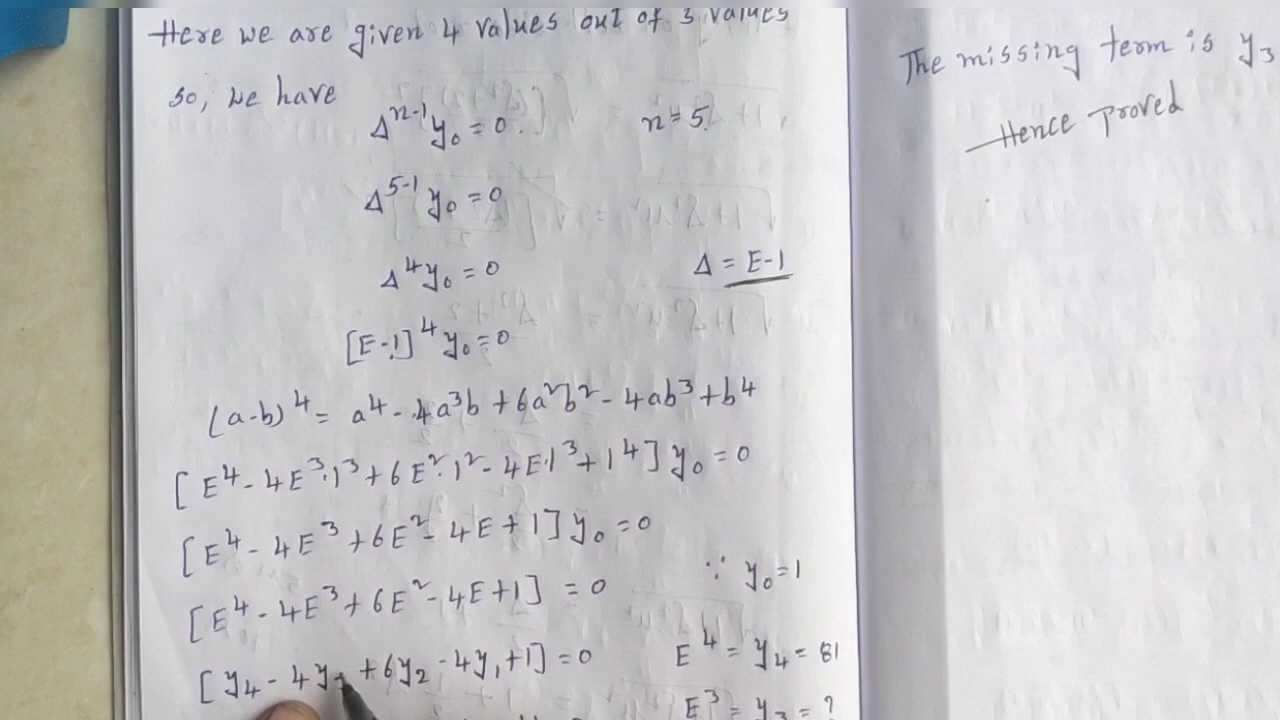 Here we are given 4 values out of 3 values
so, we have
Δ^{n-1} y₀ = 0. n = 5.
Δ^{5-1} y₀ = 0
Δ⁴ y₀ = 0 Δ = E-1
[E-1]⁴ y₀ = 0
(a-b)⁴ = a⁴ - 4a³b + 6a²b² - 4ab³ + b⁴
[E⁴ - 4E³·1³ + 6E²·1² - 4E·1³ + 1⁴] y₀ = 0
[E⁴ - 4E³ + 6E² - 4E + 1] y₀ = 0
∵ y₀ = 1
[E⁴ - 4E³ + 6E² - 4E + 1] = 0
E⁴ = y₄ = 81
[y₄ - 4y + 6y₂ - 4y₁ + 1] = 0
E³ = y₃ = ?
The missing term is y₃
Hence proved